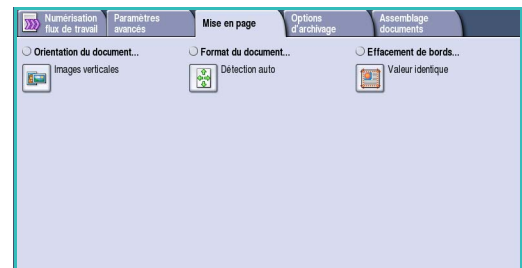 Numérisation flux de travail
Paramètres avancés
Mise en page
Options d'archivage
Assemblage documents
Orientation du document...
Format du document...
Effacement de bords...
Images verticales
Détection auto
Valeur identique